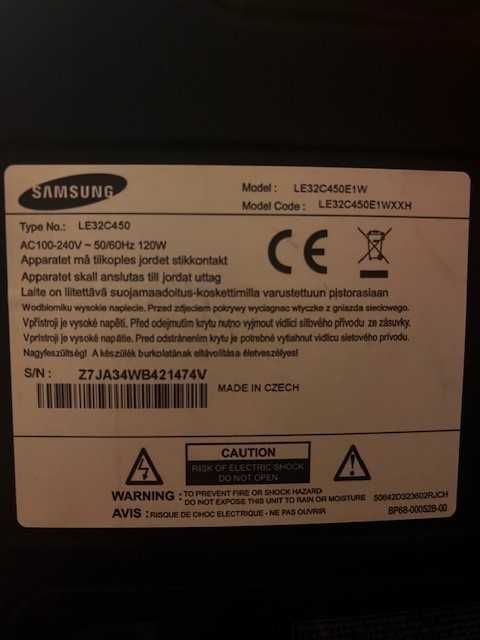 SAMSUNG
Model : LE32C450E1W
Model Code : LE32C450E1WXXH
Type No.: LE32C450
AC100-240V ~ 50/60Hz 120W
Apparatet må tilkoples jordet stikkontakt
Apparatet skall anslutas till jordat uttag
Laite on liitettävä suojamaadoitus-koskettimilla varustettuun pistorasiaan
Wodbiorniku wysokie napiecie. Przed zdjeciem pokrywy wyciagnac wtyczke z gniazda sieciowego.
Vpřístroji je vysoké napětí. Před odejmutím krytu nutno vyjmout vidlici síťového přívodu ze zásuvky.
Vpristroji je vysoké napätie. Pred odstránením krytu je potrebné vytiahnut vidlicu sietového prívodu.
Nagyfeszültség! A készülék burkolatának eltávolítása életveszélyes!
S/N : Z7JA34WB421474V
MADE IN CZECH
CE
CAUTION
RISK OF ELECTRIC SHOCK
DO NOT OPEN
WARNING : TO PREVENT FIRE OR SHOCK HAZARD
DO NOT EXPOSE THIS UNIT TO RAIN OR MOISTURE
AVIS : RISQUE DE CHOC ELECTRIQUE - NE PAS OUVRIR
50642D323602RJCH
BP68-00052B-00